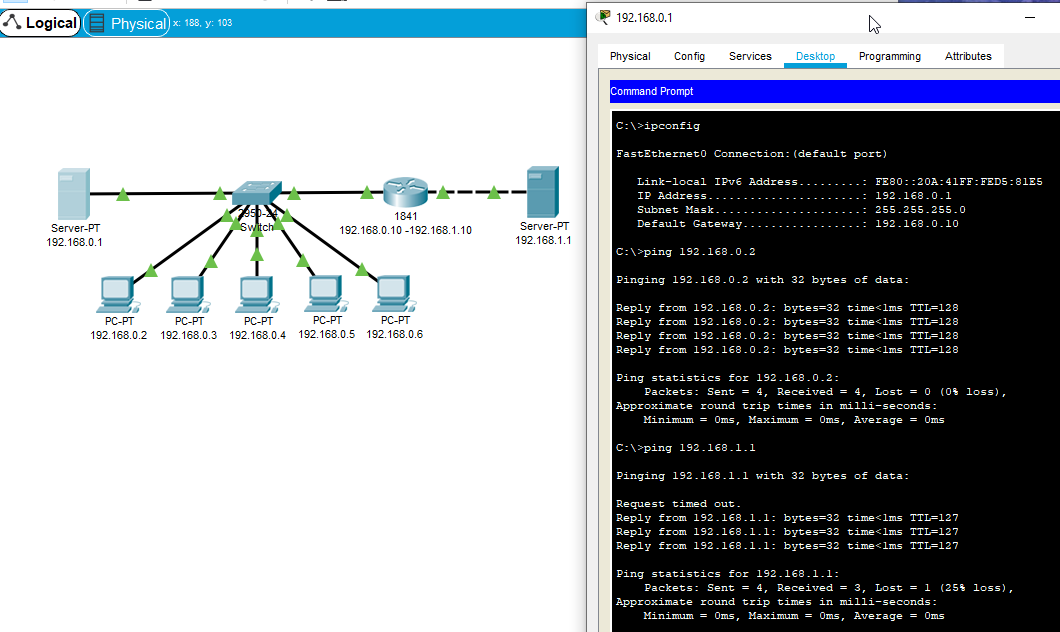 Logical
Physical
x: 188, y: 103
Server-PT
192.168.0.1
2950-24
Switch
1841
192.168.0.10 -192.168.1.10
Server-PT
192.168.1.1
PC-PT
192.168.0.2
PC-PT
192.168.0.3
PC-PT
192.168.0.4
PC-PT
192.168.0.5
PC-PT
192.168.0.6
192.168.0.1
Physical Config Services Desktop Programming Attributes
Command Prompt
C:\>ipconfig
FastEthernet0 Connection:(default port)
Link-local IPv6 Address.........: FE80::20A:41FF:FED5:81E5
IP Address......................: 192.168.0.1
Subnet Mask.....................: 255.255.255.0
Default Gateway.................: 192.168.0.10
C:\>ping 192.168.0.2
Pinging 192.168.0.2 with 32 bytes of data:
Reply from 192.168.0.2: bytes=32 time<1ms TTL=128
Reply from 192.168.0.2: bytes=32 time<1ms TTL=128
Reply from 192.168.0.2: bytes=32 time<1ms TTL=128
Reply from 192.168.0.2: bytes=32 time<1ms TTL=128
Ping statistics for 192.168.0.2:
Packets: Sent = 4, Received = 4, Lost = 0 (0% loss),
Approximate round trip times in milli-seconds:
Minimum = 0ms, Maximum = 0ms, Average = 0ms
C:\>ping 192.168.1.1
Pinging 192.168.1.1 with 32 bytes of data:
Request timed out.
Reply from 192.168.1.1: bytes=32 time<1ms TTL=127
Reply from 192.168.1.1: bytes=32 time<1ms TTL=127
Reply from 192.168.1.1: bytes=32 time<1ms TTL=127
Ping statistics for 192.168.1.1:
Packets: Sent = 4, Received = 3, Lost = 1 (25% loss),
Approximate round trip times in milli-seconds:
Minimum = 0ms, Maximum = 0ms, Average = 0ms